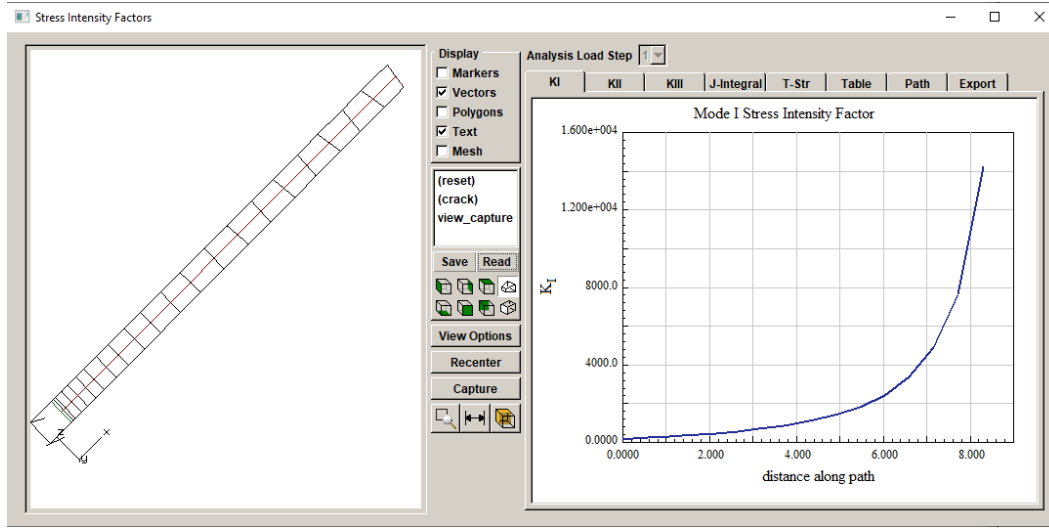 Stress Intensity Factors
z
x
y
Display
Markers
Vectors
Polygons
Text
Mesh
(reset)
(crack)
view_capture
Save Read
View Options
Recenter
Capture
Analysis Load Step 1
KI KII KIII J-Integral T-Str Table Path Export
Mode I Stress Intensity Factor
1.600e+004
1.200e+004
8000.0
4000.0
0.0000
KI
0.0000 2.000 4.000 6.000 8.000
distance along path